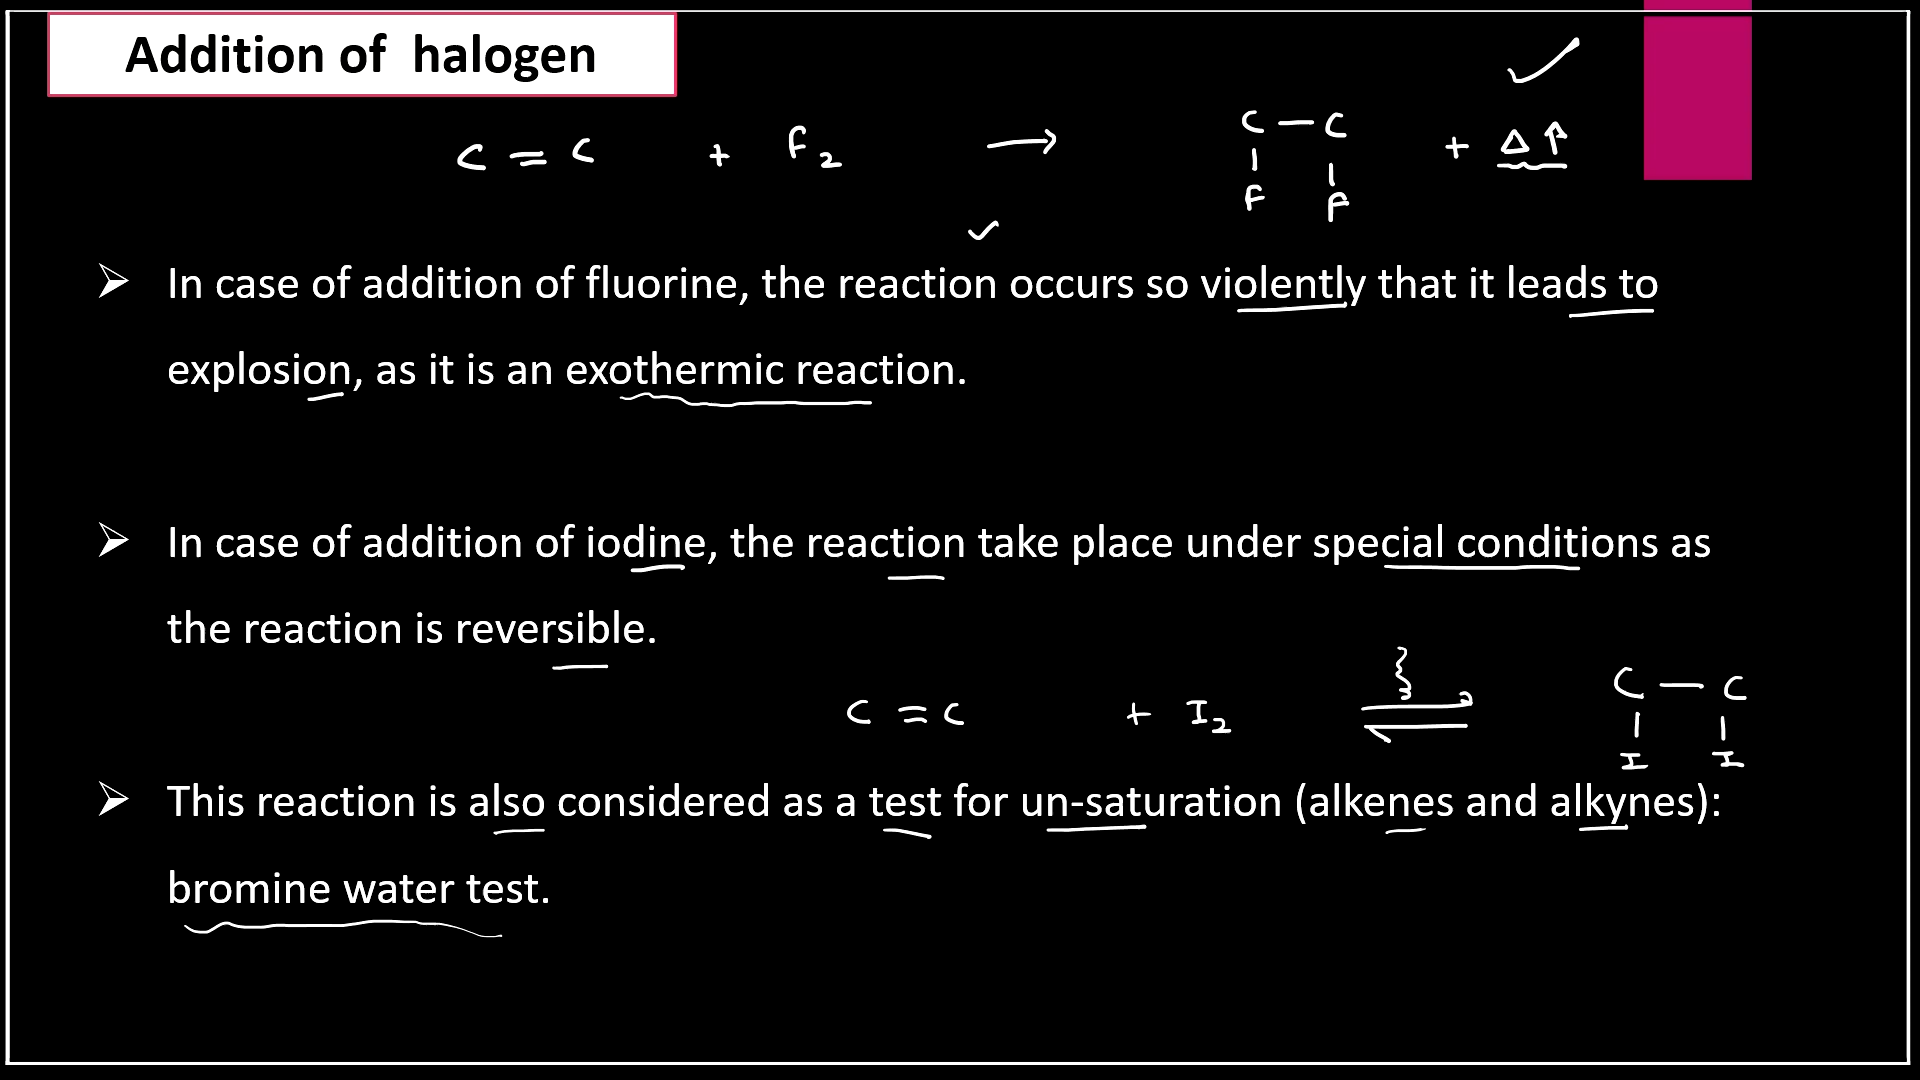 Addition of halogen
C = C + F2 → C – C + Δ↑
F F
➢ In case of addition of fluorine, the reaction occurs so violently that it leads to
explosion, as it is an exothermic reaction.
➢ In case of addition of iodine, the reaction take place under special conditions as
the reaction is reversible.
C = C + I2 ⇌ C – C
I I
➢ This reaction is also considered as a test for un-saturation (alkenes and alkynes):
bromine water test.